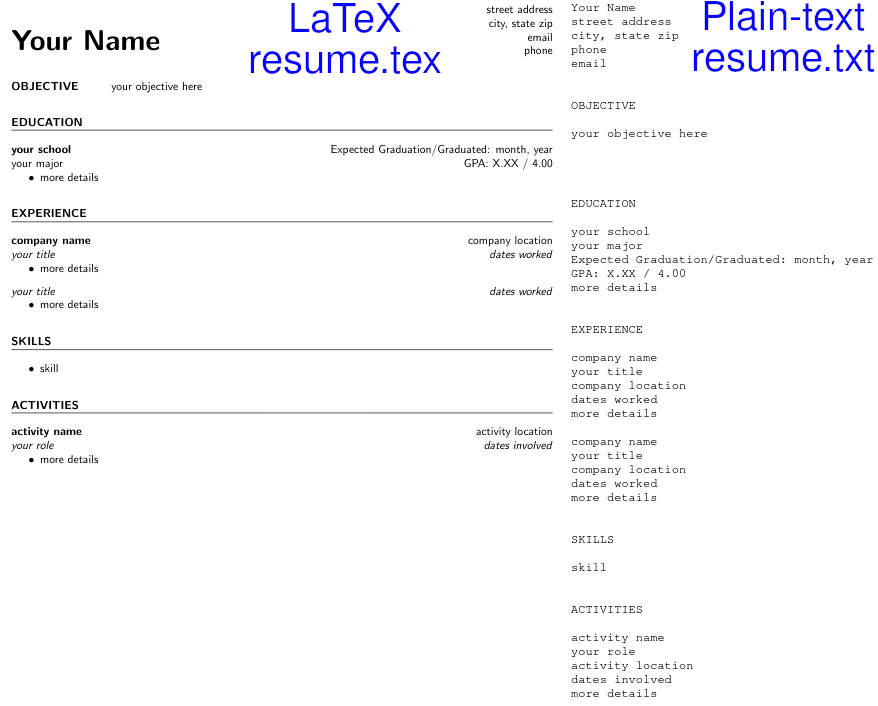 LaTeX
resume.tex
Your Name
street address
city, state zip
email
phone
OBJECTIVE your objective here
EDUCATION
your school Expected Graduation/Graduated: month, year
your major GPA: X.XX / 4.00
• more details
EXPERIENCE
company name company location
your title dates worked
• more details
your title dates worked
• more details
SKILLS
• skill
ACTIVITIES
activity name activity location
your role dates involved
• more details
Plain-text
resume.txt
Your Name
street address
city, state zip
phone
email
OBJECTIVE
your objective here
EDUCATION
your school
your major
Expected Graduation/Graduated: month, year
GPA: X.XX / 4.00
more details
EXPERIENCE
company name
your title
company location
dates worked
more details
company name
your title
company location
dates worked
more details
SKILLS
skill
ACTIVITIES
activity name
your role
activity location
dates involved
more details